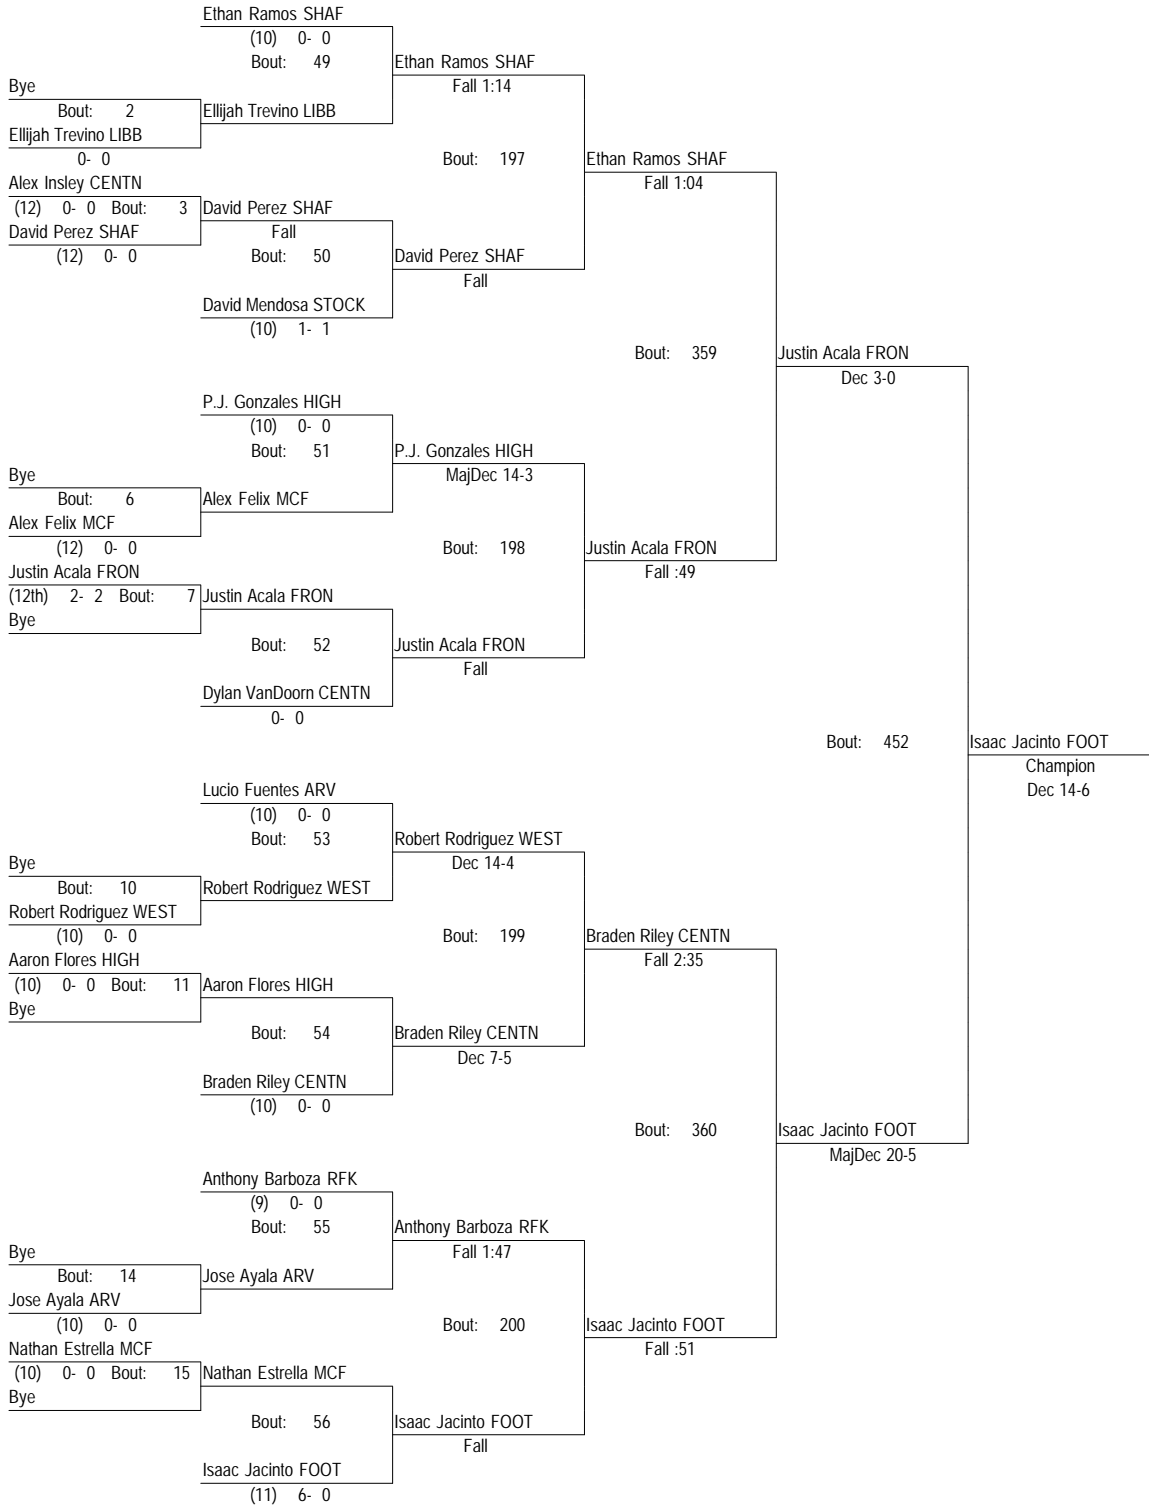 Ethan Ramos SHAF
(10) 0- 0
Bout: 49
Ethan Ramos SHAF
Fall 1:14
Bye
Bout: 2
Ellijah Trevino LIBB
Ellijah Trevino LIBB
0- 0
Bout: 197
Ethan Ramos SHAF
Fall 1:04
Alex Insley CENTN
(12) 0- 0 Bout: 3
David Perez SHAF
David Perez SHAF
Fall
(12) 0- 0
Bout: 50
David Perez SHAF
Fall
David Mendosa STOCK
(10) 1- 1
Bout: 359
Justin Acala FRON
Dec 3-0
P.J. Gonzales HIGH
(10) 0- 0
Bout: 51
P.J. Gonzales HIGH
MajDec 14-3
Bye
Bout: 6
Alex Felix MCF
Alex Felix MCF
(12) 0- 0
Bout: 198
Justin Acala FRON
Fall :49
Justin Acala FRON
(12th) 2- 2 Bout: 7
Justin Acala FRON
Bye
Bout: 52
Justin Acala FRON
Fall
Dylan VanDoorn CENTN
0- 0
Bout: 452
Isaac Jacinto FOOT
Champion
Dec 14-6
Lucio Fuentes ARV
(10) 0- 0
Bout: 53
Robert Rodriguez WEST
Dec 14-4
Bye
Bout: 10
Robert Rodriguez WEST
Robert Rodriguez WEST
(10) 0- 0
Bout: 199
Braden Riley CENTN
Fall 2:35
Aaron Flores HIGH
(10) 0- 0 Bout: 11
Aaron Flores HIGH
Bye
Bout: 54
Braden Riley CENTN
Dec 7-5
Braden Riley CENTN
(10) 0- 0
Bout: 360
Isaac Jacinto FOOT
MajDec 20-5
Anthony Barboza RFK
(9) 0- 0
Bout: 55
Anthony Barboza RFK
Fall 1:47
Bye
Bout: 14
Jose Ayala ARV
Jose Ayala ARV
(10) 0- 0
Bout: 200
Isaac Jacinto FOOT
Fall :51
Nathan Estrella MCF
(10) 0- 0 Bout: 15
Nathan Estrella MCF
Bye
Bout: 56
Isaac Jacinto FOOT
Fall
Isaac Jacinto FOOT
(11) 6- 0